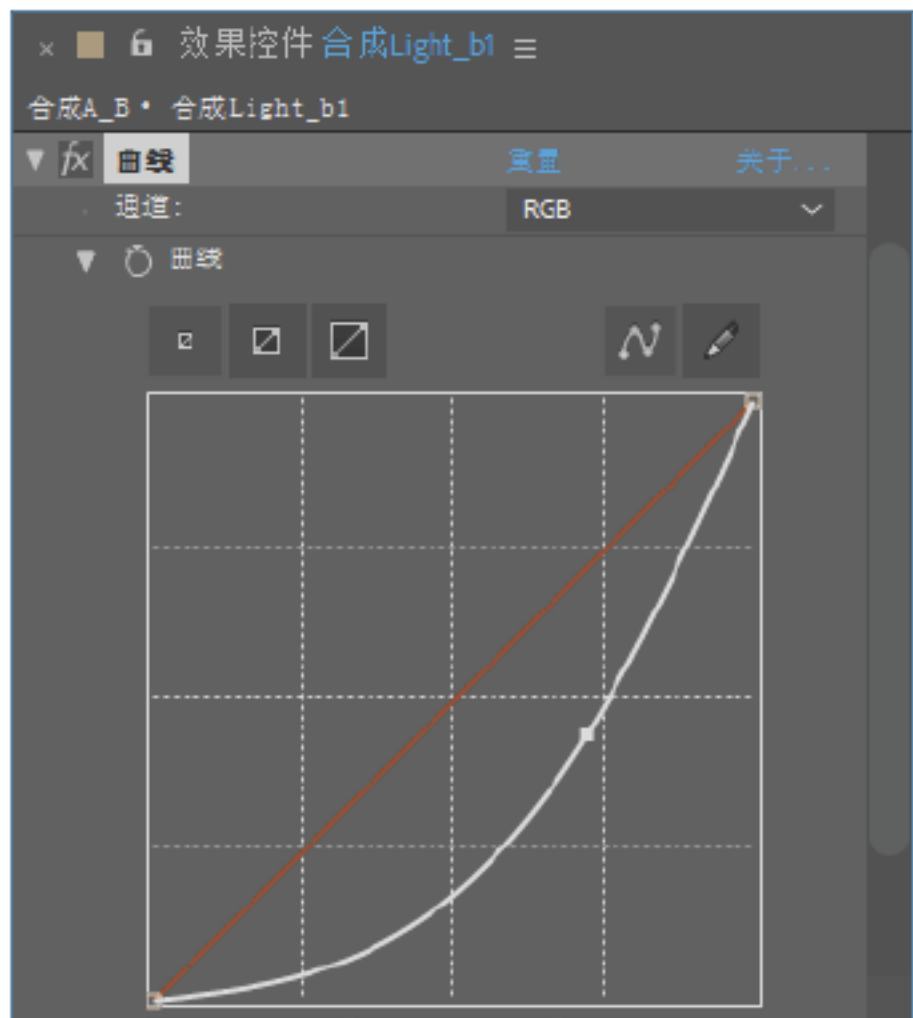 × 效果控件 合成Light_b1 ≡
合成A_B • 合成Light_b1
fx 曲线 重置 关于...
通道: RGB
曲线